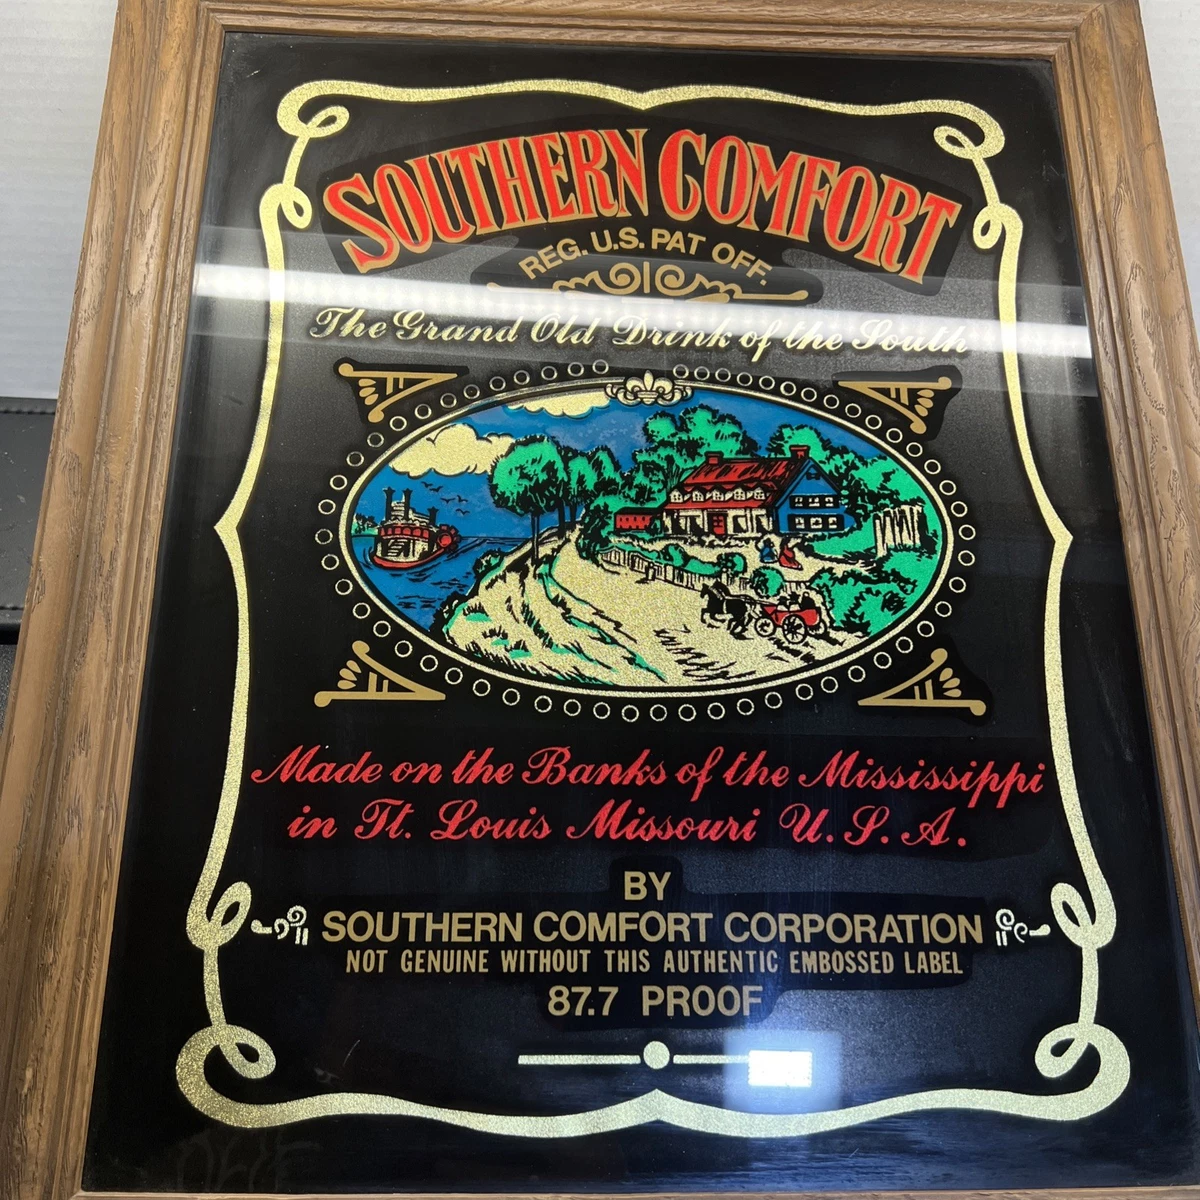 SOUTHERN COMFORT
REG. U.S. PAT OFF.
The Grand Old Drink of the South
Made on the Banks of the Mississippi
in St. Louis Missouri U. S. A.
BY
SOUTHERN COMFORT CORPORATION
NOT GENUINE WITHOUT THIS AUTHENTIC EMBOSSED LABEL
87.7 PROOF